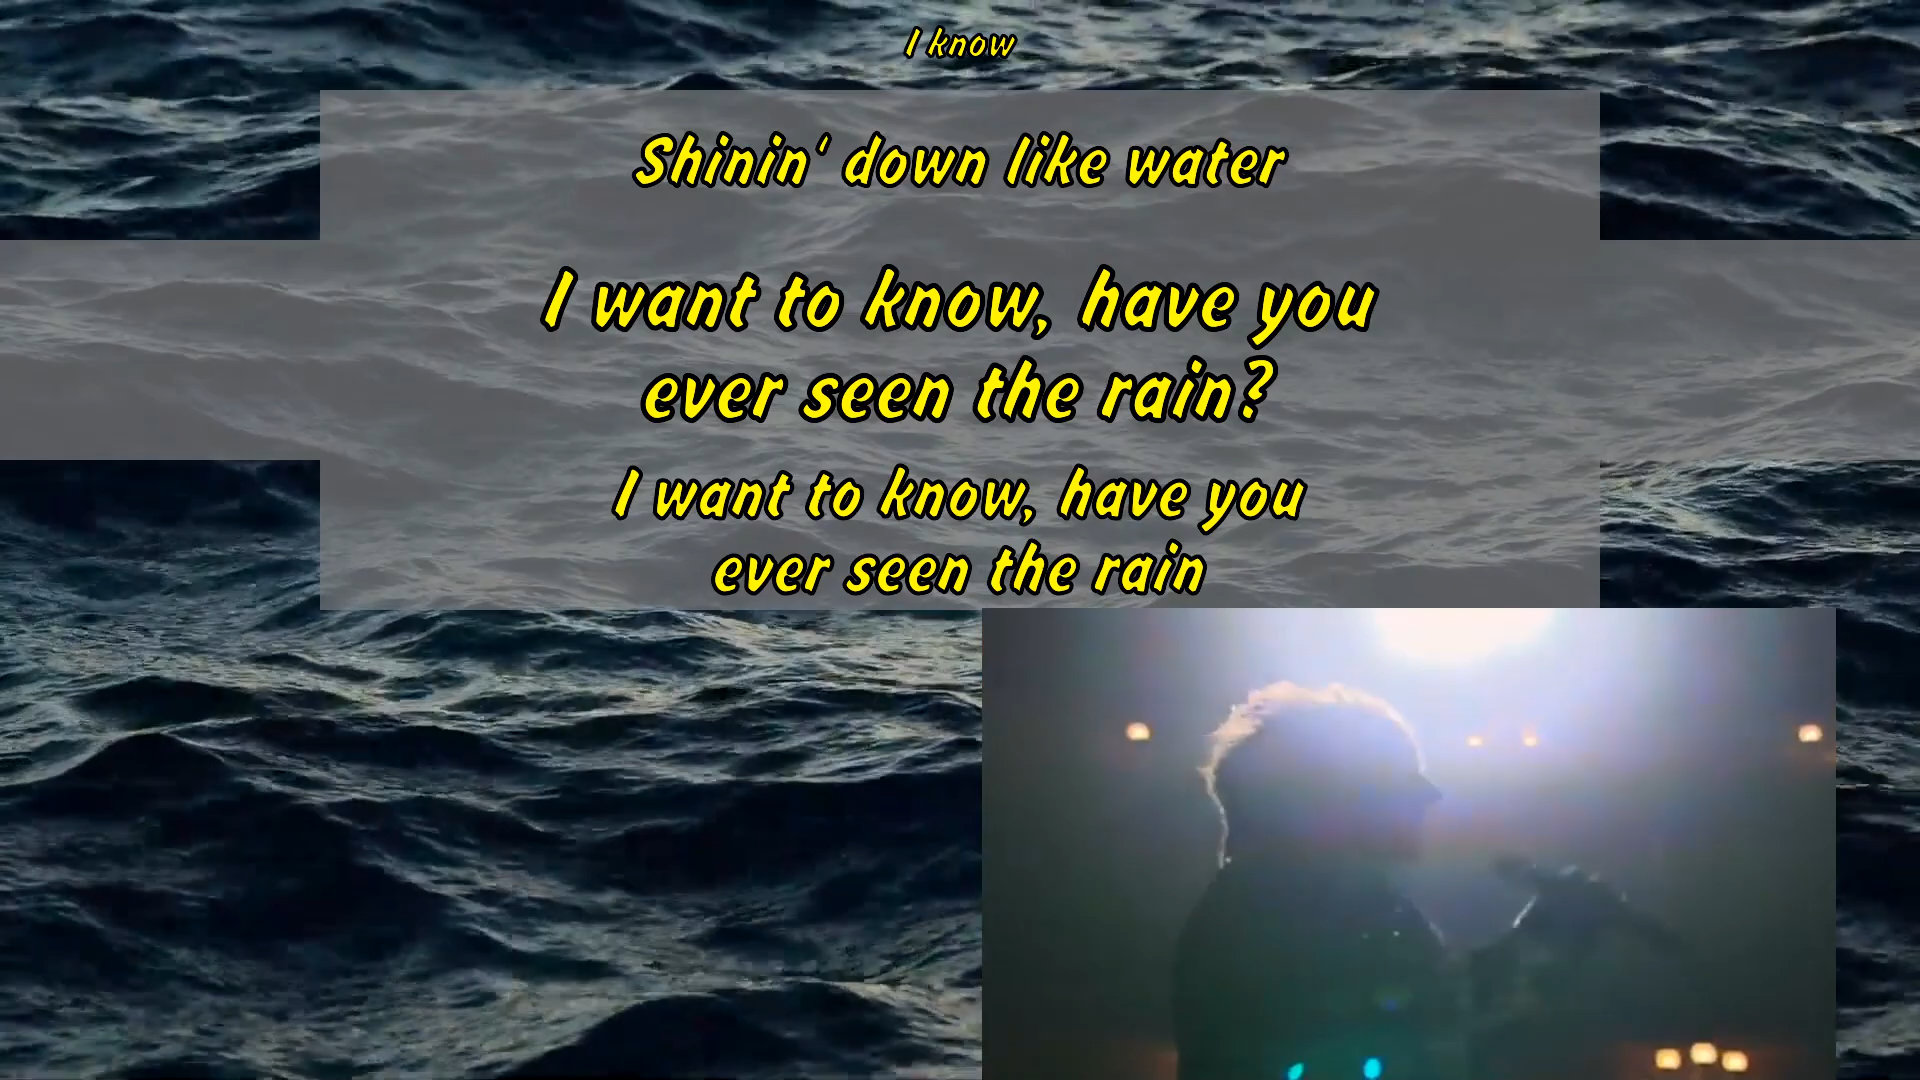 I know
Shinin' down like water
I want to know, have you
ever seen the rain?
I want to know, have you
ever seen the rain